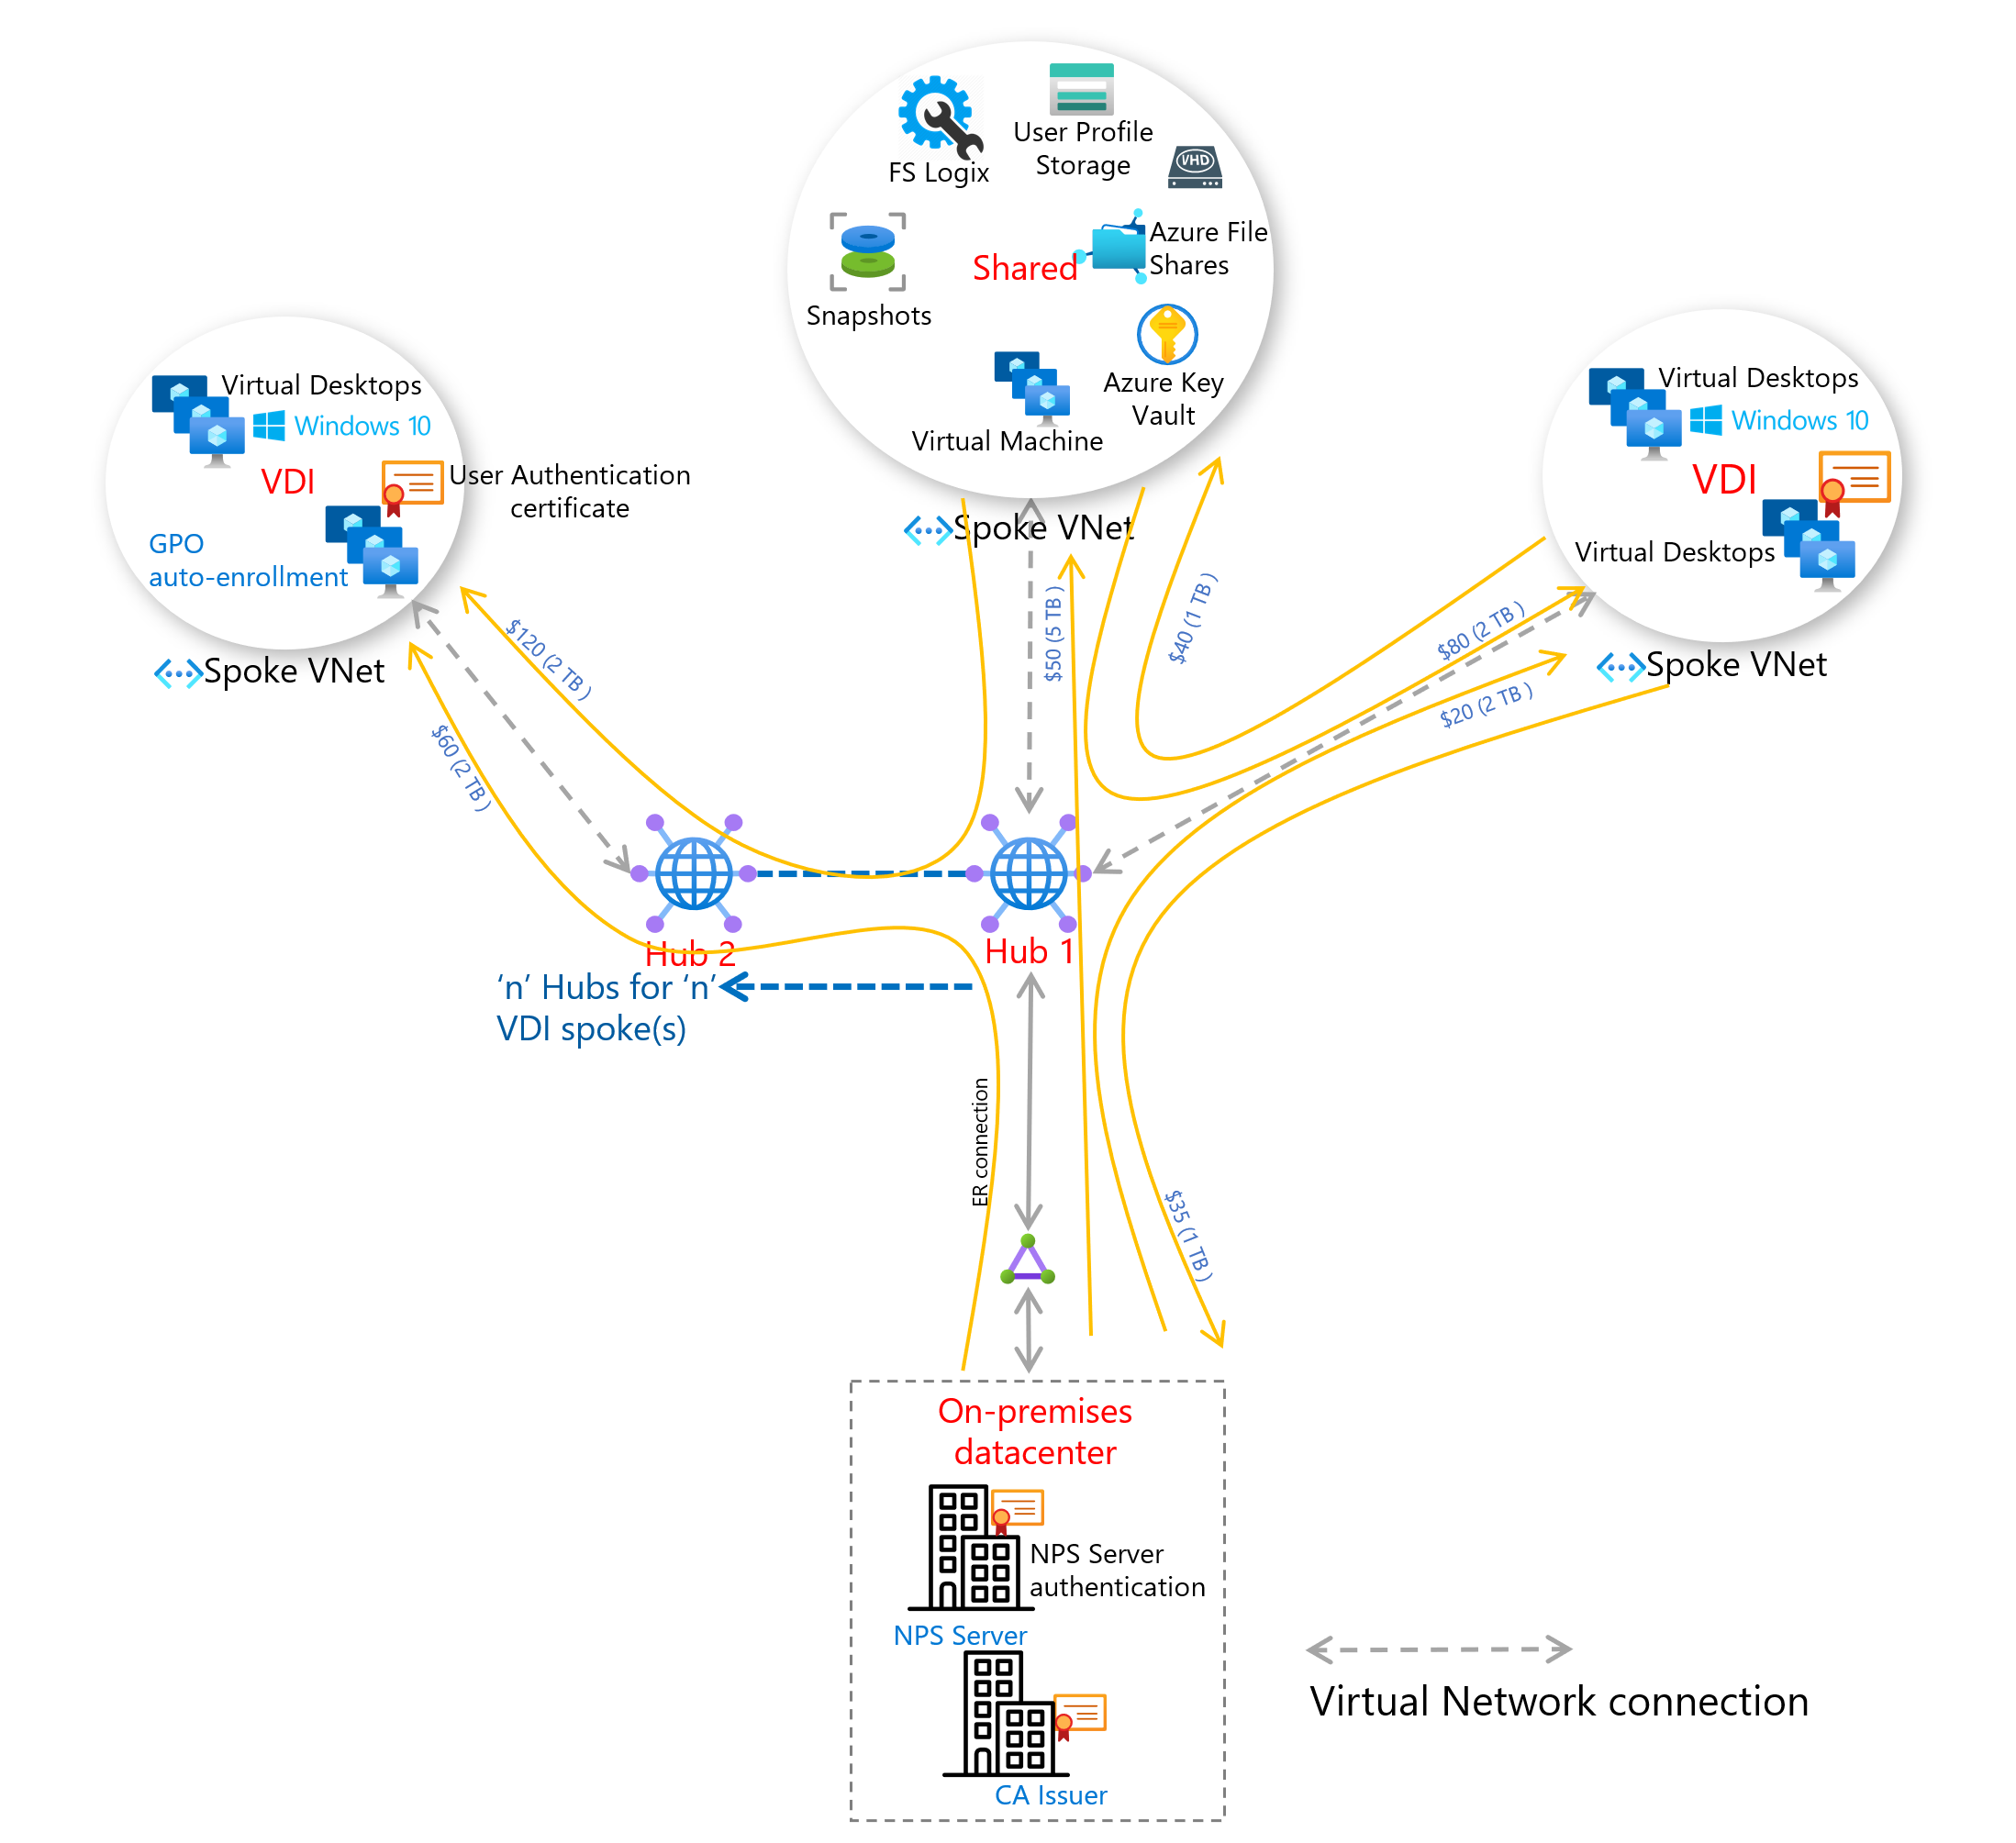 FS Logix
User Profile
Storage
VHD
Snapshots
Shared
Azure File
Shares
Azure Key
Vault
Virtual Machine
Spoke VNet
Virtual Desktops
Windows 10
VDI
User Authentication
certificate
GPO
auto-enrollment
Spoke VNet
Virtual Desktops
Windows 10
VDI
Virtual Desktops
Spoke VNet
$120 (2 TB )
$60 (2 TB )
$50 (5 TB )
$40 (1 TB )
$80 (2 TB )
$20 (2 TB )
Hub 2
Hub 1
‘n’ Hubs for ‘n’
VDI spoke(s)
ER connection
$35 (1 TB )
On-premises
datacenter
NPS Server
authentication
NPS Server
CA Issuer
Virtual Network connection